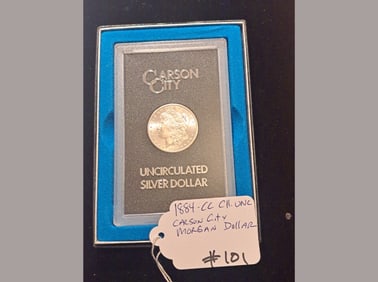 CARSON
CITY
UNCIRCULATED
SILVER DOLLAR
1884-CC CH. UNC
CARSON City
MORGAN DOLLAR
#101